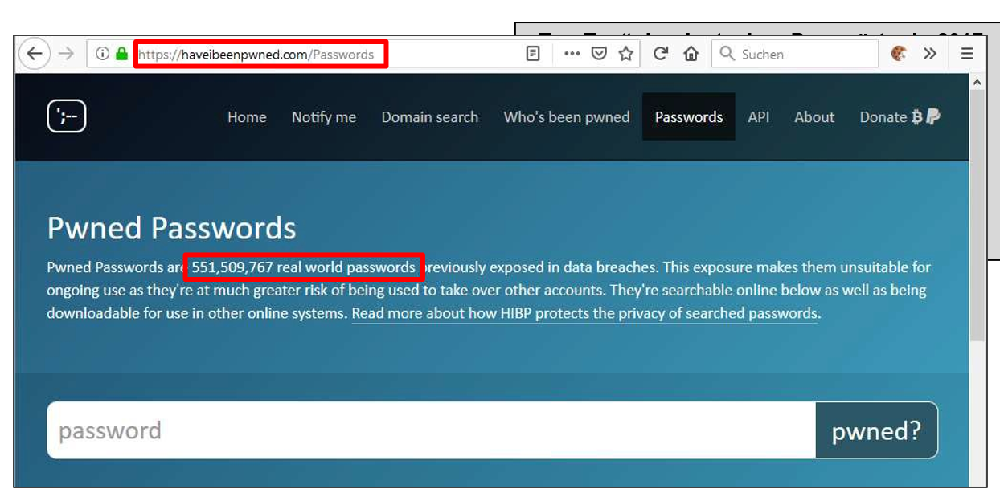 https://haveibeenpwned.com/Passwords
Suchen
';--
Home Notify me Domain search Who's been pwned Passwords API About Donate
Pwned Passwords
Pwned Passwords are 551,509,767 real world passwords previously exposed in data breaches. This exposure makes them unsuitable for
ongoing use as they're at much greater risk of being used to take over other accounts. They're searchable online below as well as being
downloadable for use in other online systems. Read more about how HIBP protects the privacy of searched passwords.
password
pwned?